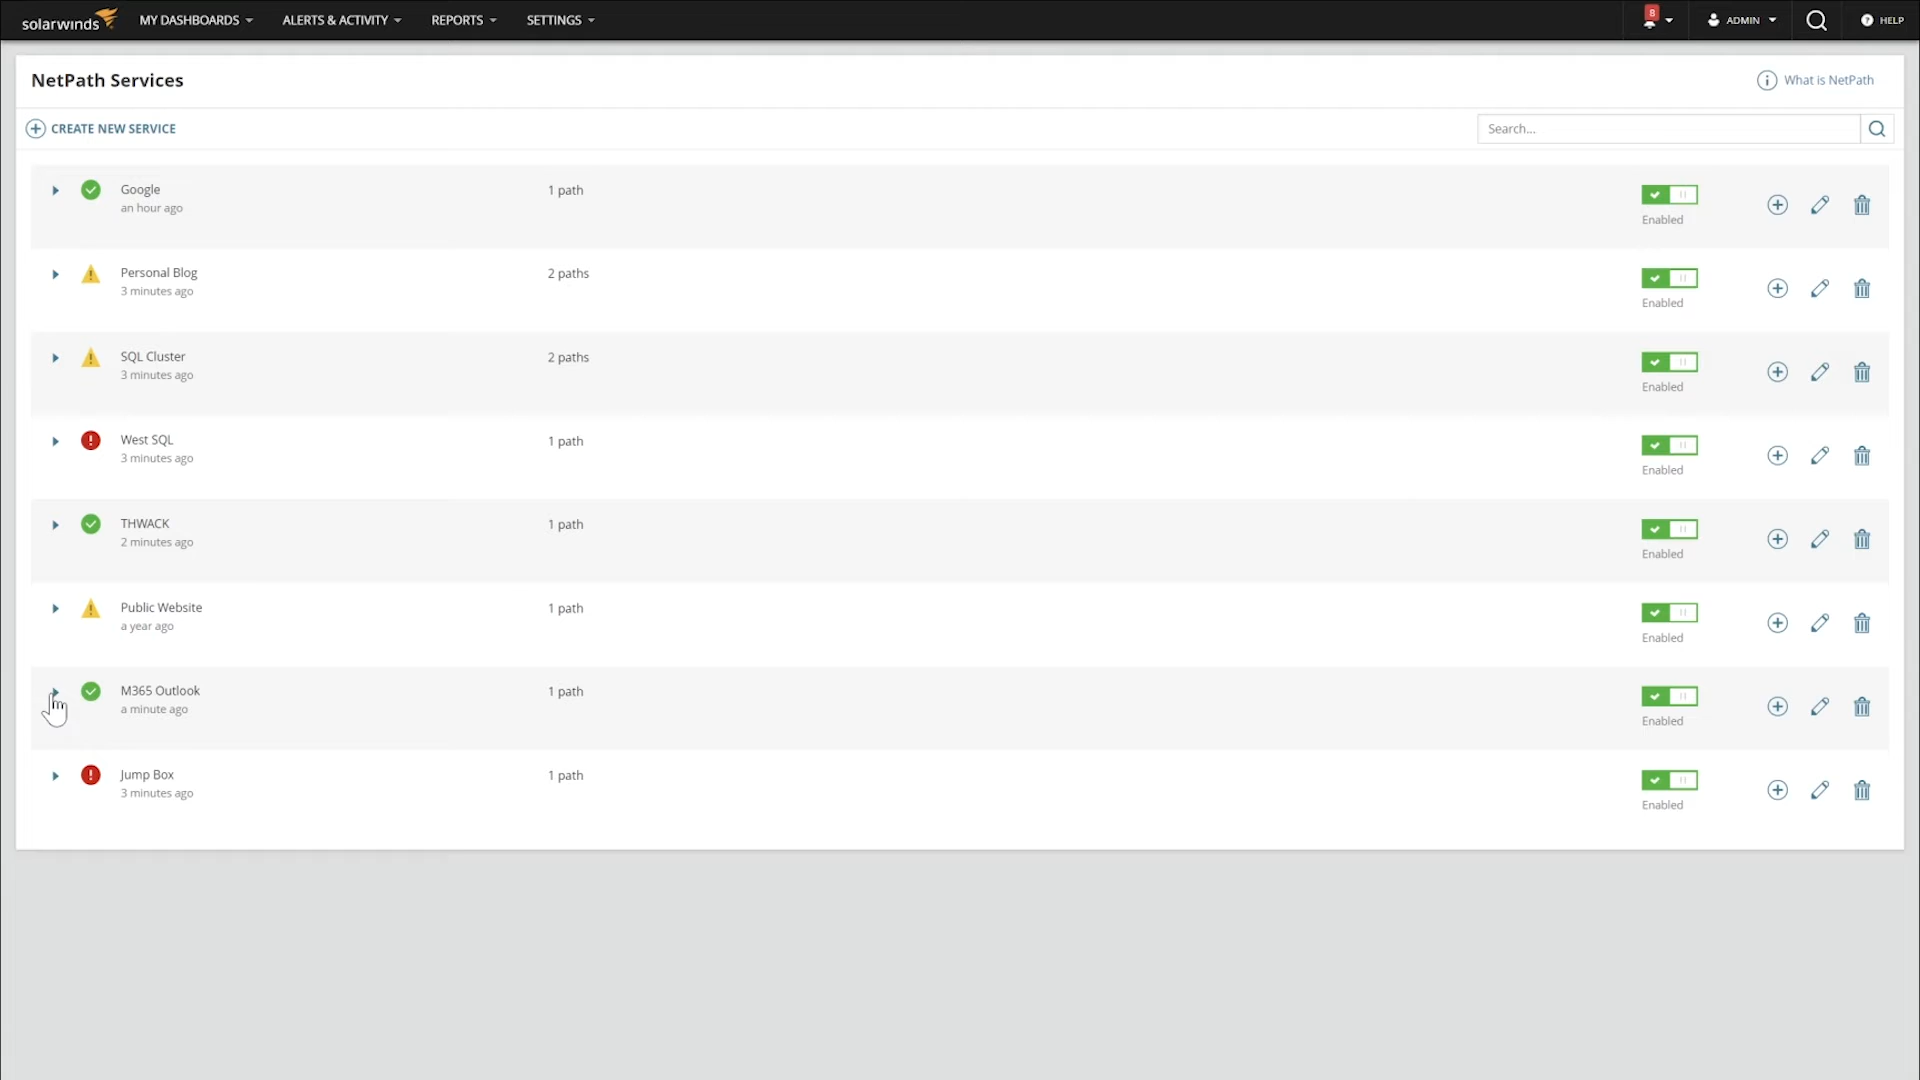 solarwinds MY DASHBOARDS ALERTS & ACTIVITY REPORTS SETTINGS 8 ADMIN HELP
NetPath Services What is NetPath
CREATE NEW SERVICE Search...
Google 1 path
an hour ago Enabled
Personal Blog 2 paths
3 minutes ago Enabled
SQL Cluster 2 paths
3 minutes ago Enabled
West SQL 1 path
3 minutes ago Enabled
THWACK 1 path
2 minutes ago Enabled
Public Website 1 path
a year ago Enabled
M365 Outlook 1 path
a minute ago Enabled
Jump Box 1 path
3 minutes ago Enabled